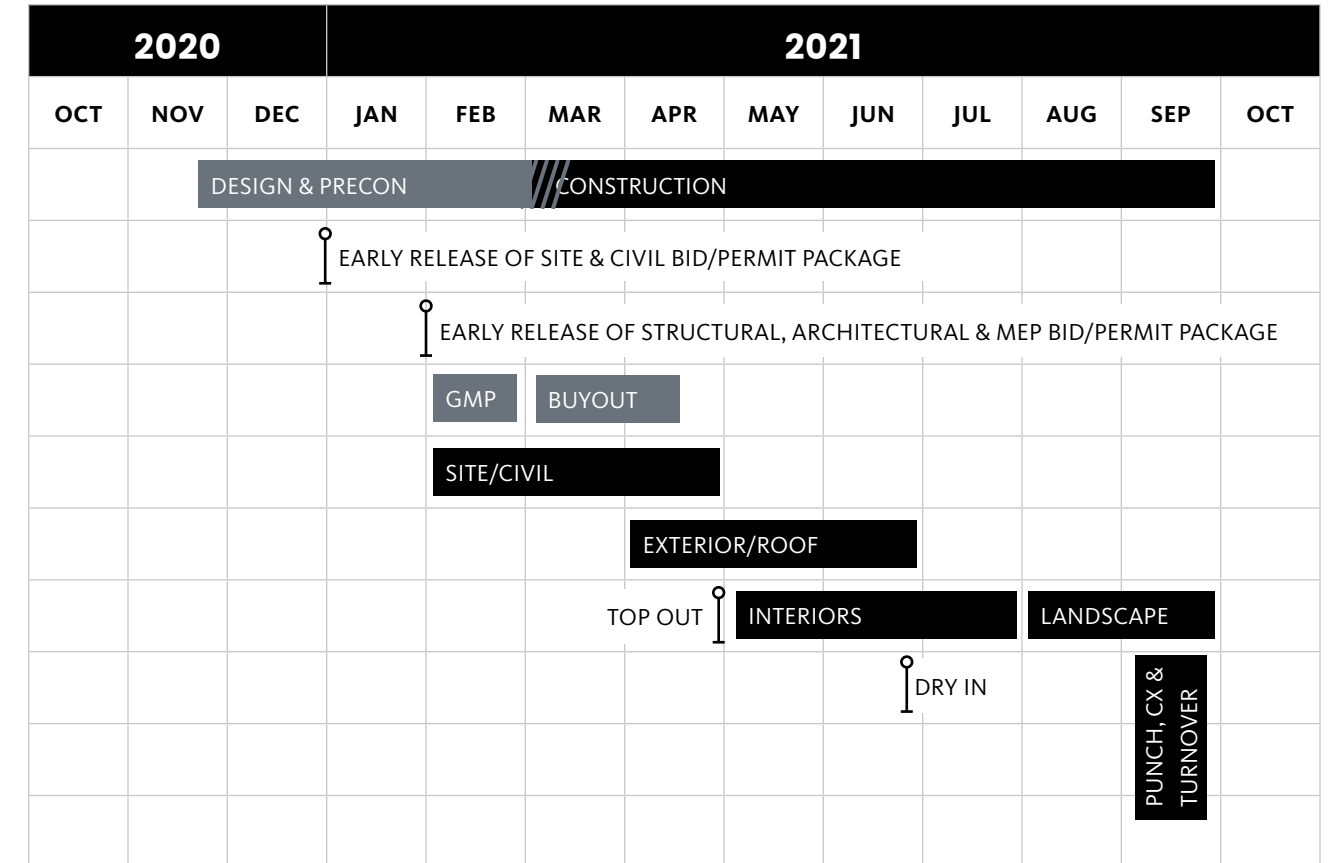 2020 2021
OCT NOV DEC JAN FEB MAR APR MAY JUN JUL AUG SEP OCT
DESIGN & PRECON CONSTRUCTION
EARLY RELEASE OF SITE & CIVIL BID/PERMIT PACKAGE
EARLY RELEASE OF STRUCTURAL, ARCHITECTURAL & MEP BID/PERMIT PACKAGE
GMP BUYOUT
SITE/CIVIL
EXTERIOR/ROOF
TOP OUT INTERIORS LANDSCAPE
DRY IN
PUNCH, CX &
TURNOVER